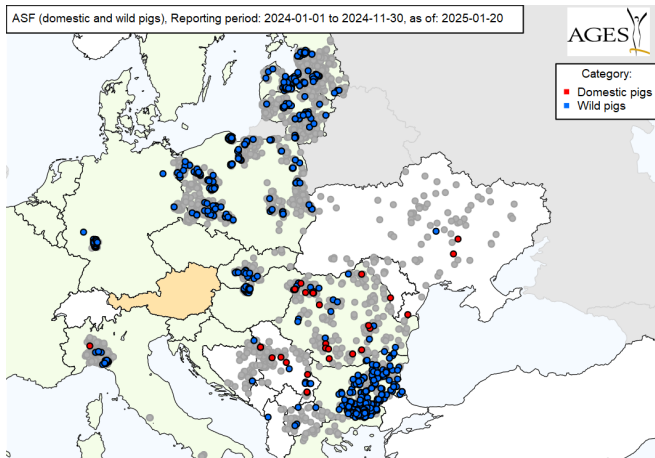 ASF (domestic and wild pigs), Reporting period: 2024-01-01 to 2024-11-30, as of: 2025-01-20
AGES
Category:
Domestic pigs
Wild pigs